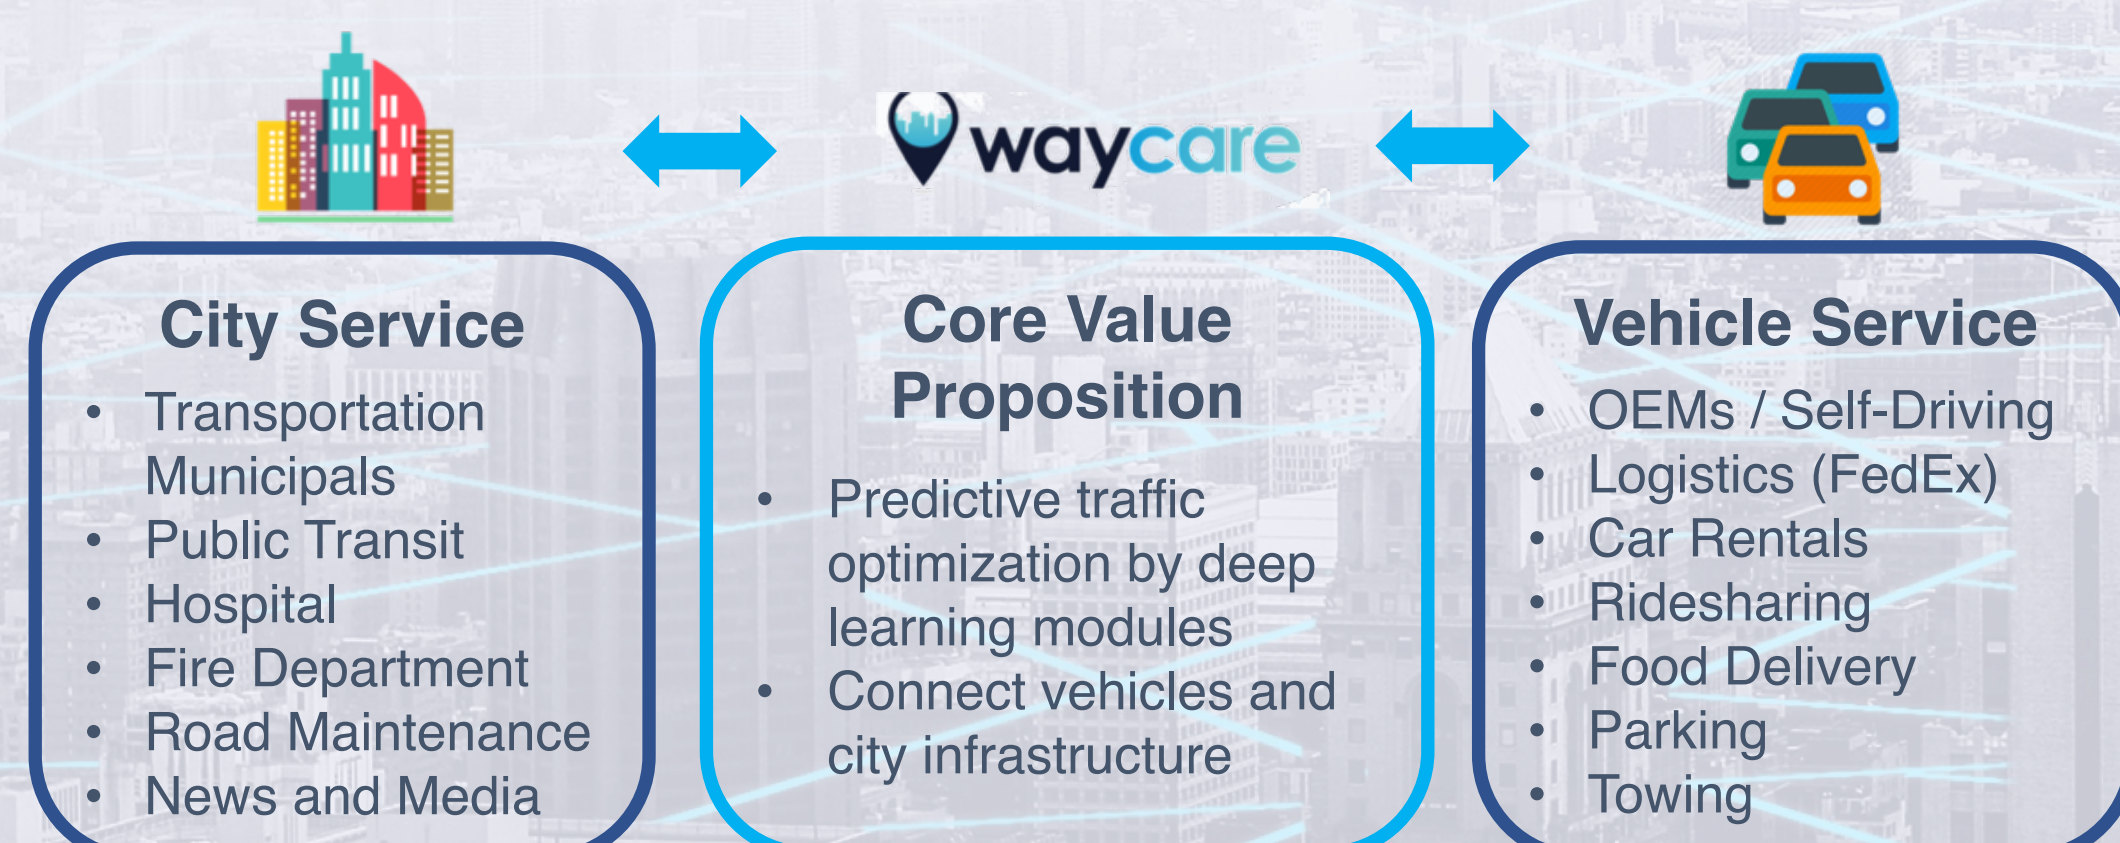 waycare
City Service
• Transportation
Municipals
• Public Transit
• Hospital
• Fire Department
• Road Maintenance
• News and Media
Core Value
Proposition
• Predictive traffic
optimization by deep
learning modules
• Connect vehicles and
city infrastructure
Vehicle Service
• OEMs / Self-Driving
• Logistics (FedEx)
• Car Rentals
• Ridesharing
• Food Delivery
• Parking
• Towing